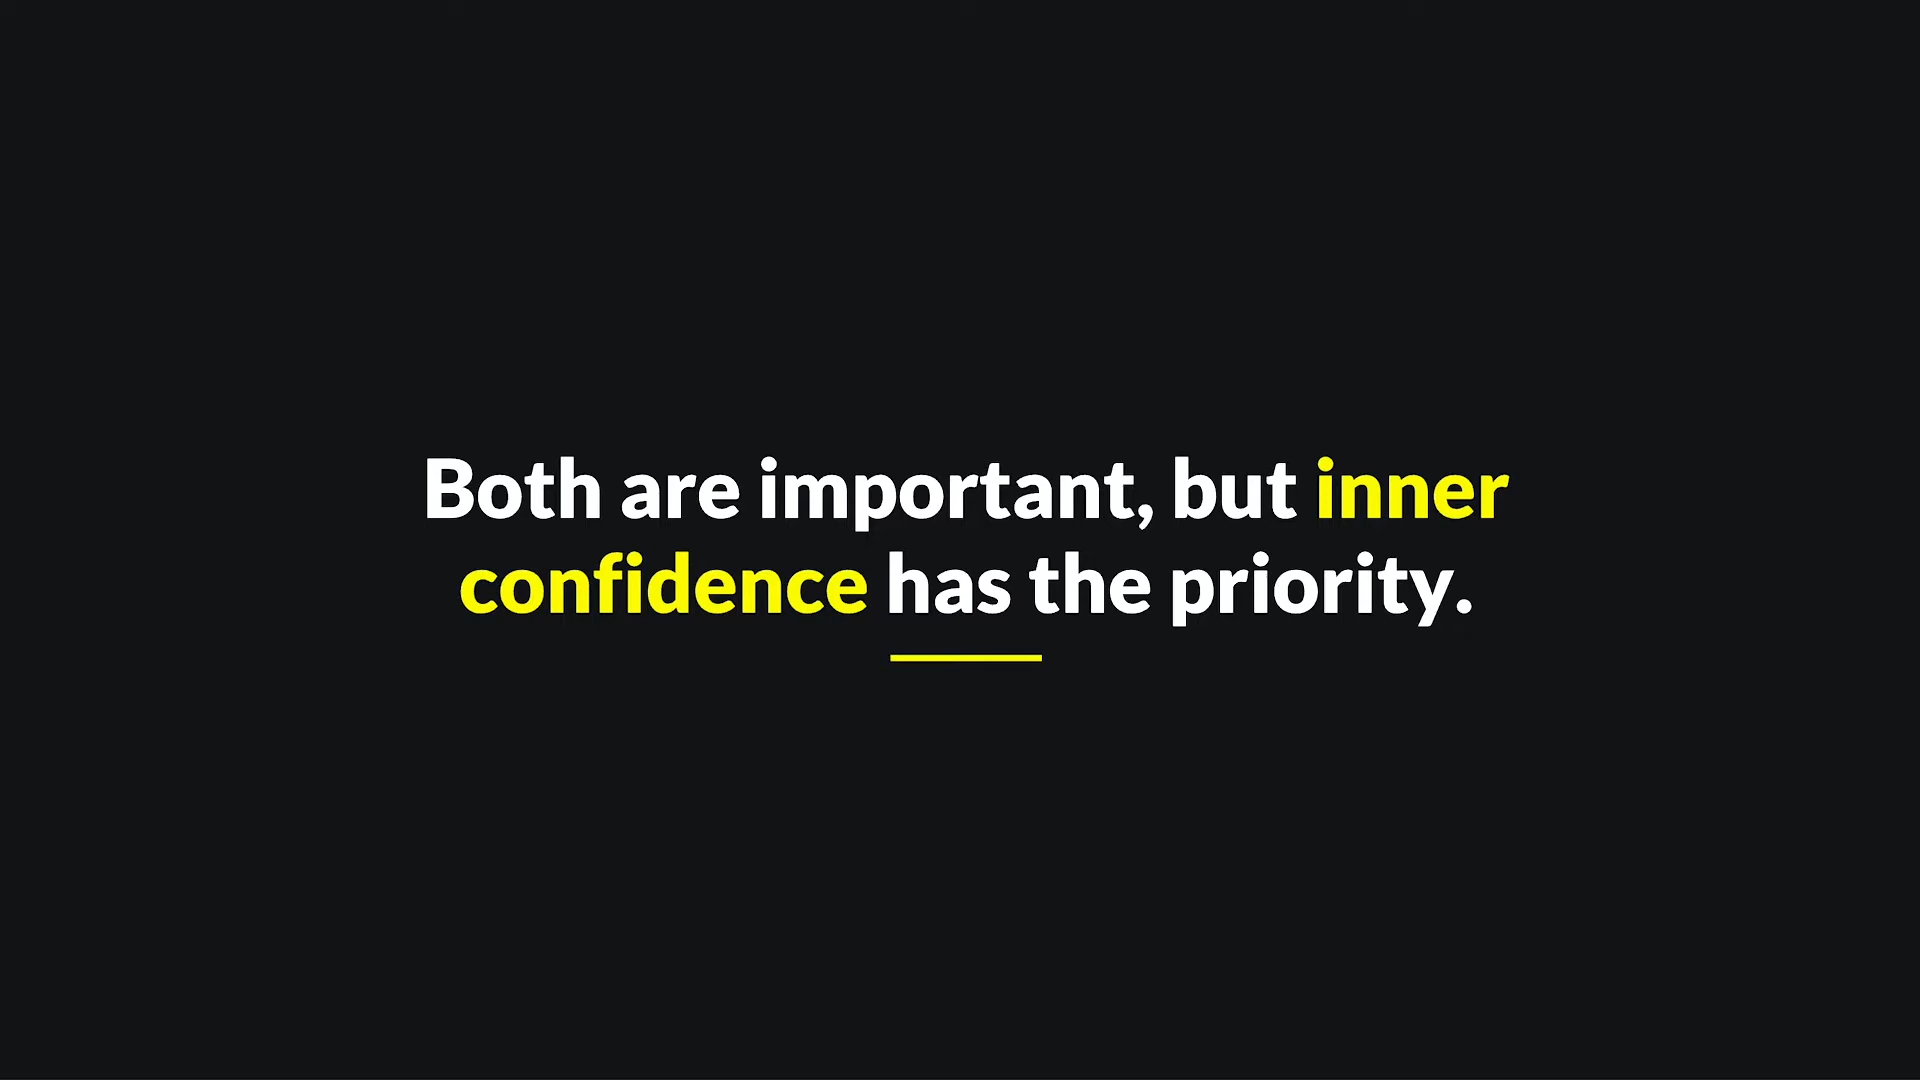 Both are important, but inner
confidence has the priority.